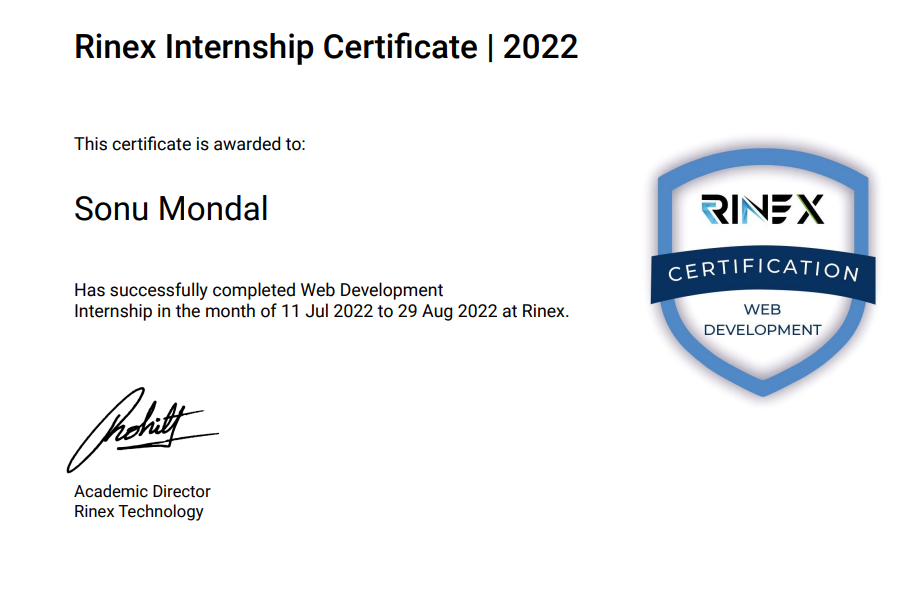 Rinex Internship Certificate | 2022
This certificate is awarded to:
Sonu Mondal
Has successfully completed Web Development
Internship in the month of 11 Jul 2022 to 29 Aug 2022 at Rinex.
RINEX
CERTIFICATION
WEB
DEVELOPMENT
Academic Director
Rinex Technology